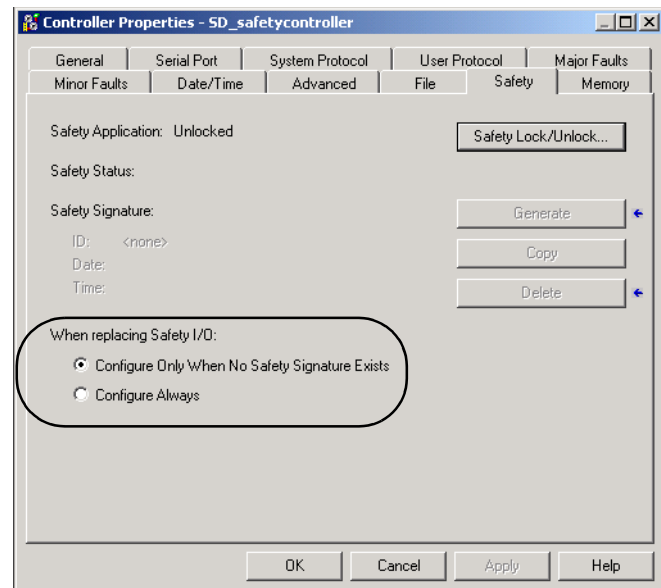 Controller Properties - SD_safetycontroller
General Serial Port System Protocol User Protocol Major Faults
Minor Faults Date/Time Advanced File Safety Memory
Safety Application: Unlocked
Safety Lock/Unlock...
Safety Status:
Safety Signature:
Generate
ID: <none>
Copy
Date:
Time:
Delete
When replacing Safety I/O:
Configure Only When No Safety Signature Exists
Configure Always
OK Cancel Apply Help